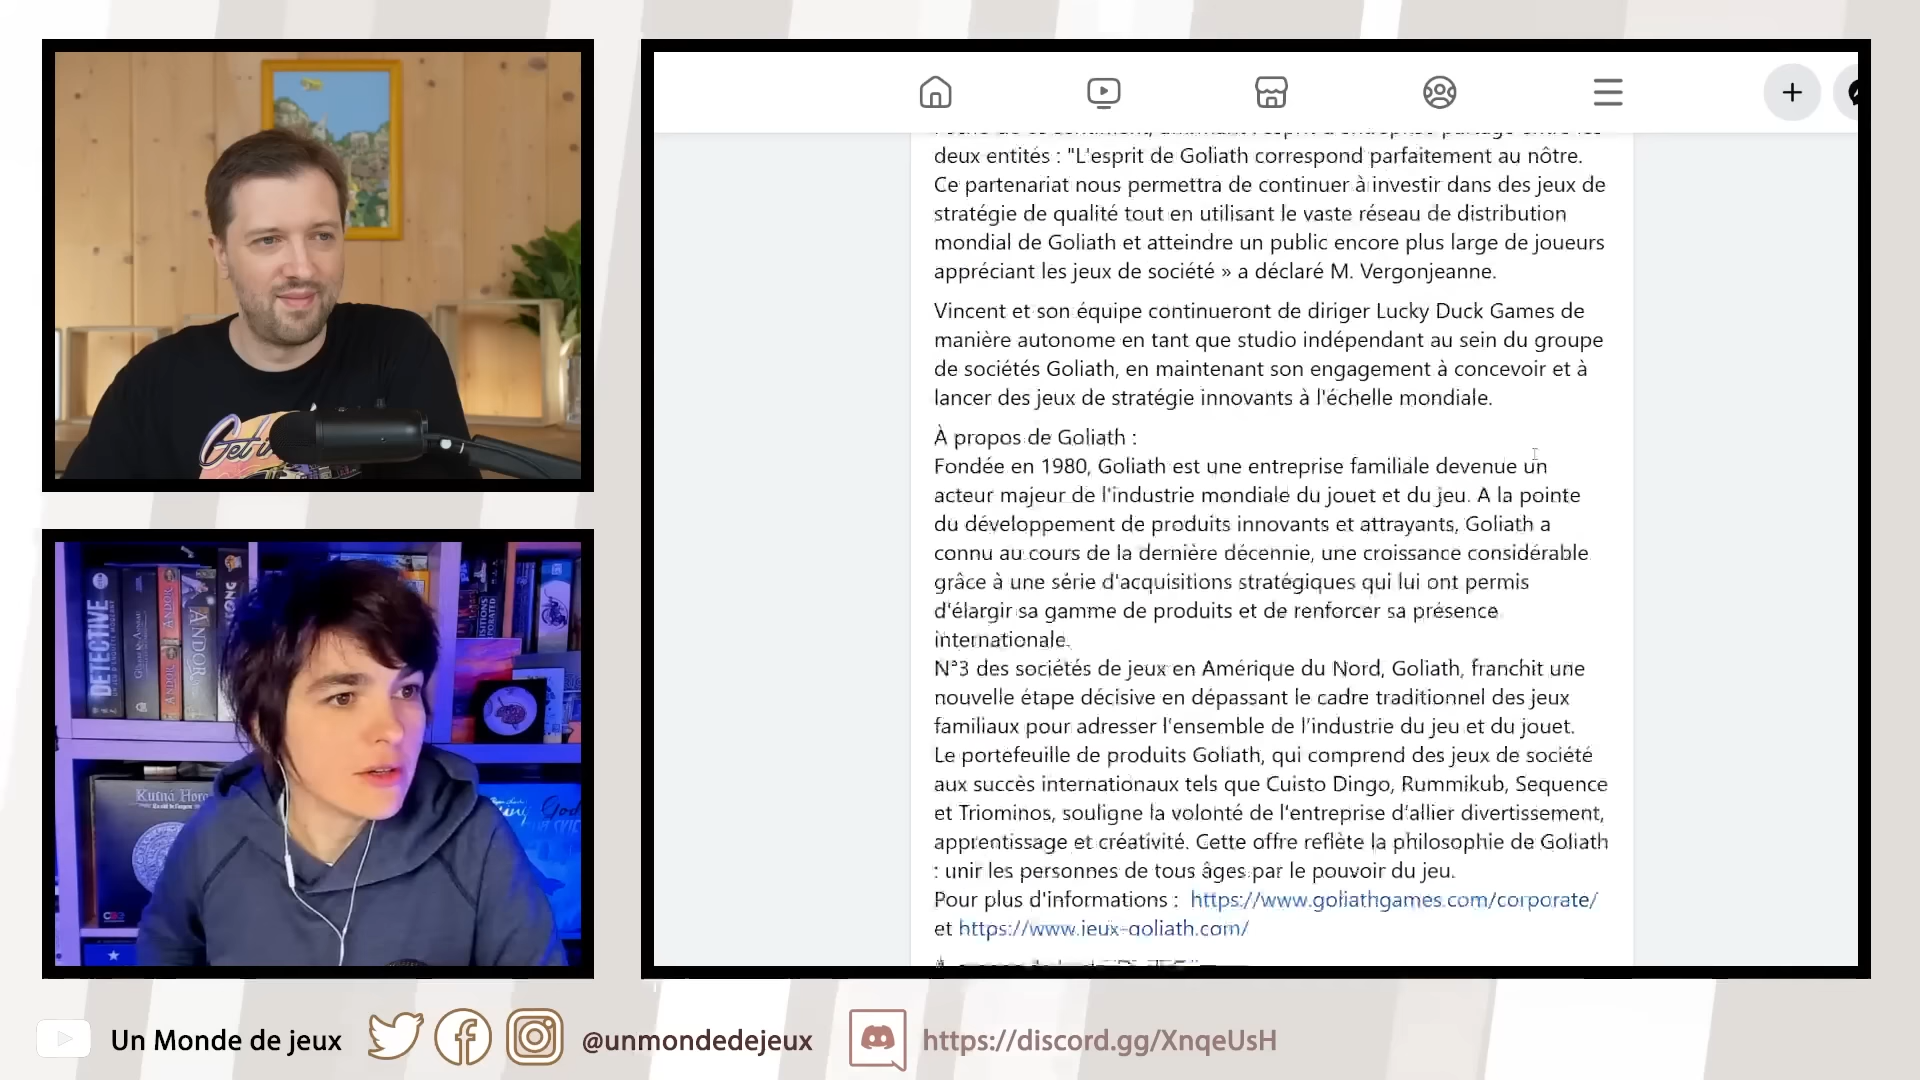 deux entités : "L'esprit de Goliath correspond parfaitement au nôtre.
Ce partenariat nous permettra de continuer à investir dans des jeux de
stratégie de qualité tout en utilisant le vaste réseau de distribution
mondial de Goliath et atteindre un public encore plus large de joueurs
appréciant les jeux de société » a déclaré M. Vergonjeanne.
Vincent et son équipe continueront de diriger Lucky Duck Games de
manière autonome en tant que studio indépendant au sein du groupe
de sociétés Goliath, en maintenant son engagement à concevoir et à
lancer des jeux de stratégie innovants à l'échelle mondiale.
À propos de Goliath :
Fondée en 1980, Goliath est une entreprise familiale devenue un
acteur majeur de l'industrie mondiale du jouet et du jeu. A la pointe
du développement de produits innovants et attrayants, Goliath a
connu au cours de la dernière décennie, une croissance considérable
grâce à une série d'acquisitions stratégiques qui lui ont permis
d'élargir sa gamme de produits et de renforcer sa présence
internationale.
N°3 des sociétés de jeux en Amérique du Nord, Goliath, franchit une
nouvelle étape décisive en dépassant le cadre traditionnel des jeux
familiaux pour adresser l'ensemble de l'industrie du jeu et du jouet.
Le portefeuille de produits Goliath, qui comprend des jeux de société
aux succès internationaux tels que Cuisto Dingo, Rummikub, Sequence
et Triominos, souligne la volonté de l'entreprise d'allier divertissement,
apprentissage et créativité. Cette offre reflète la philosophie de Goliath
: unir les personnes de tous âges par le pouvoir du jeu.
Pour plus d'informations : https://www.goliathgames.com/corporate/
et https://www.jeux-goliath.com/
DETECTIVE
ANDOR
ANDOR
ANDOR
Kutná Hora
CGE
Un Monde de jeux
@unmondedejeux
https://discord.gg/XnqeUsH